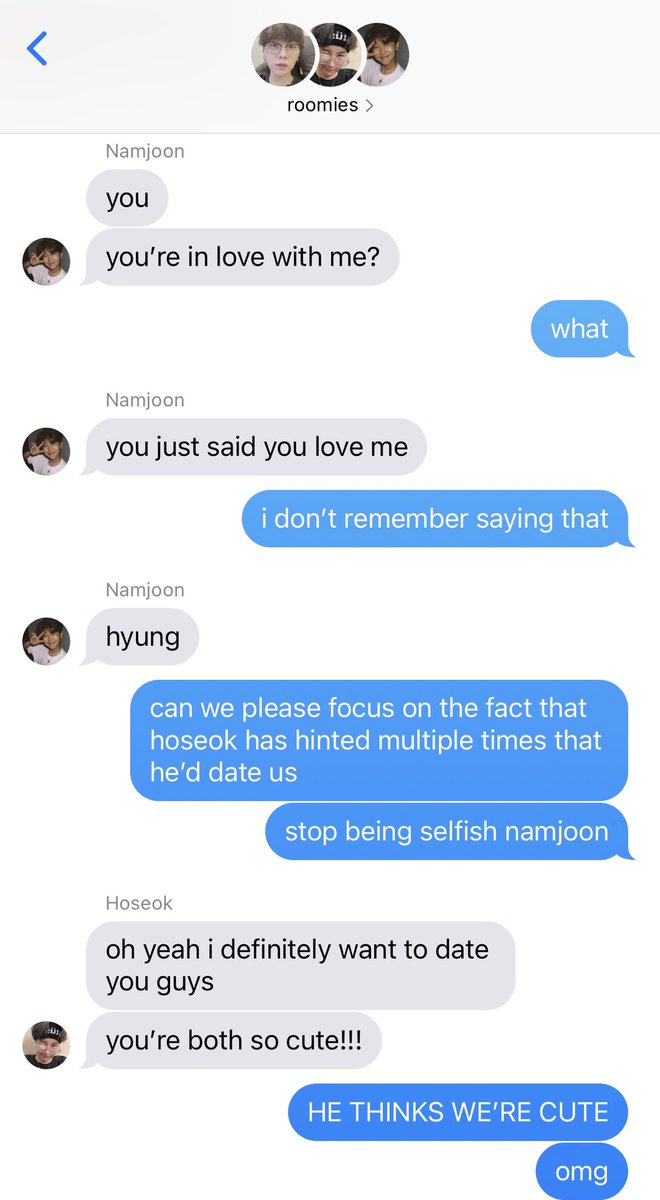 roomies
Namjoon
you
you’re in love with me?
what
Namjoon
you just said you love me
i don’t remember saying that
Namjoon
hyung
can we please focus on the fact that
hoseok has hinted multiple times that
he’d date us
stop being selfish namjoon
Hoseok
oh yeah i definitely want to date
you guys
you’re both so cute!!!
HE THINKS WE’RE CUTE
omg